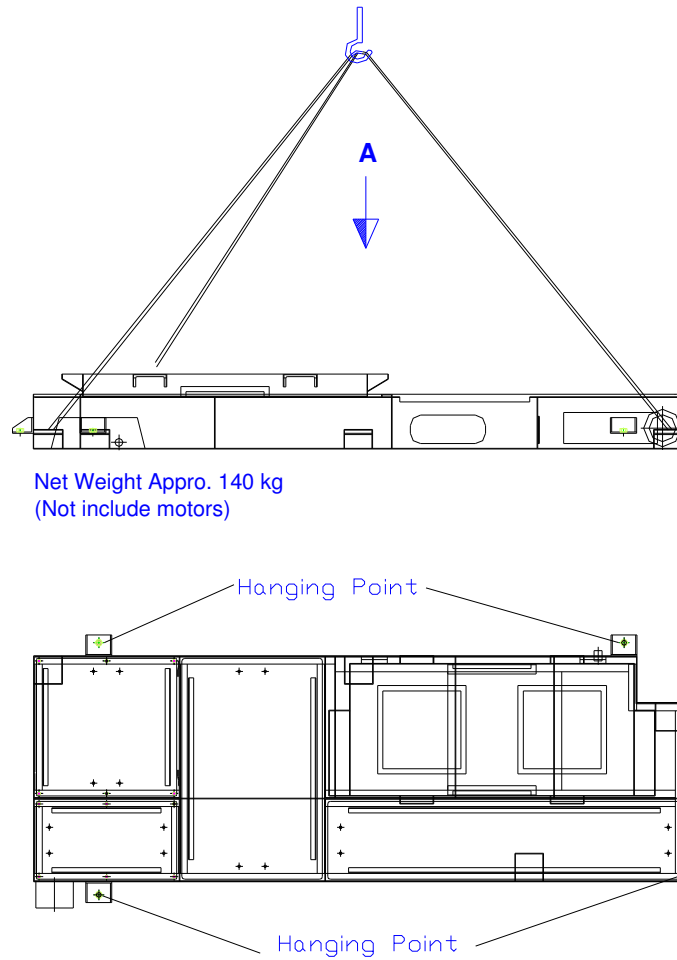 A
Net Weight Appro. 140 kg
(Not include motors)
Hanging Point
Hanging Point